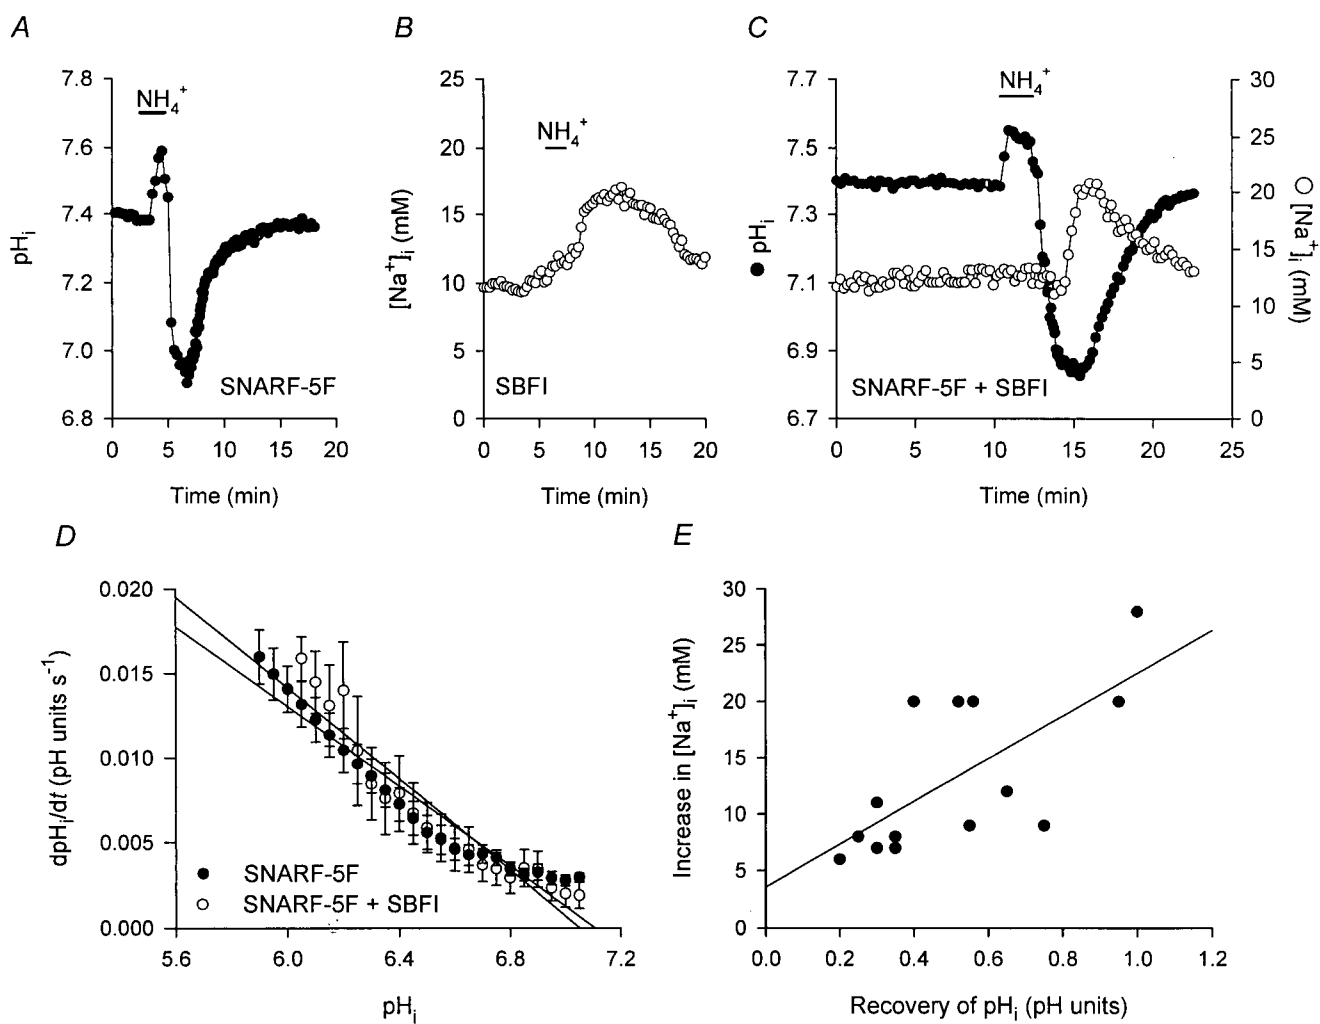 A
B
C
7.8
7.6
7.4
7.2
7.0
6.8
pHi
NH4+
SNARF-5F
0 5 10 15 20
Time (min)
25
20
15
10
5
0
[Na+]i (mM)
NH4+
SBFI
0 5 10 15 20
Time (min)
7.7
7.5
7.3
7.1
6.9
6.7
pHi
NH4+
SNARF-5F + SBFI
30
25
20
15
10
5
0
[Na+]i (mM)
0 5 10 15 20 25
Time (min)
D
E
0.020
0.015
0.010
0.005
0.000
dpHi/dt (pH units s-1)
SNARF-5F
SNARF-5F + SBFI
5.6 6.0 6.4 6.8 7.2
pHi
30
25
20
15
10
5
0
Increase in [Na+]i (mM)
0.0 0.2 0.4 0.6 0.8 1.0 1.2
Recovery of pHi (pH units)